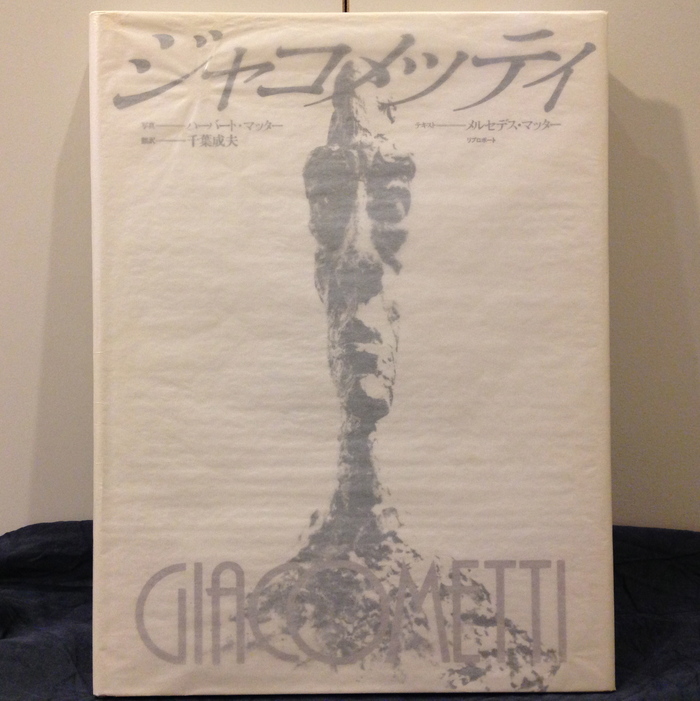 ジャコメッティ
写真───ハーバート・マッター
翻訳───千葉成夫
テキスト───メルセデス・マッター
リブロポート
GIACOMETTI